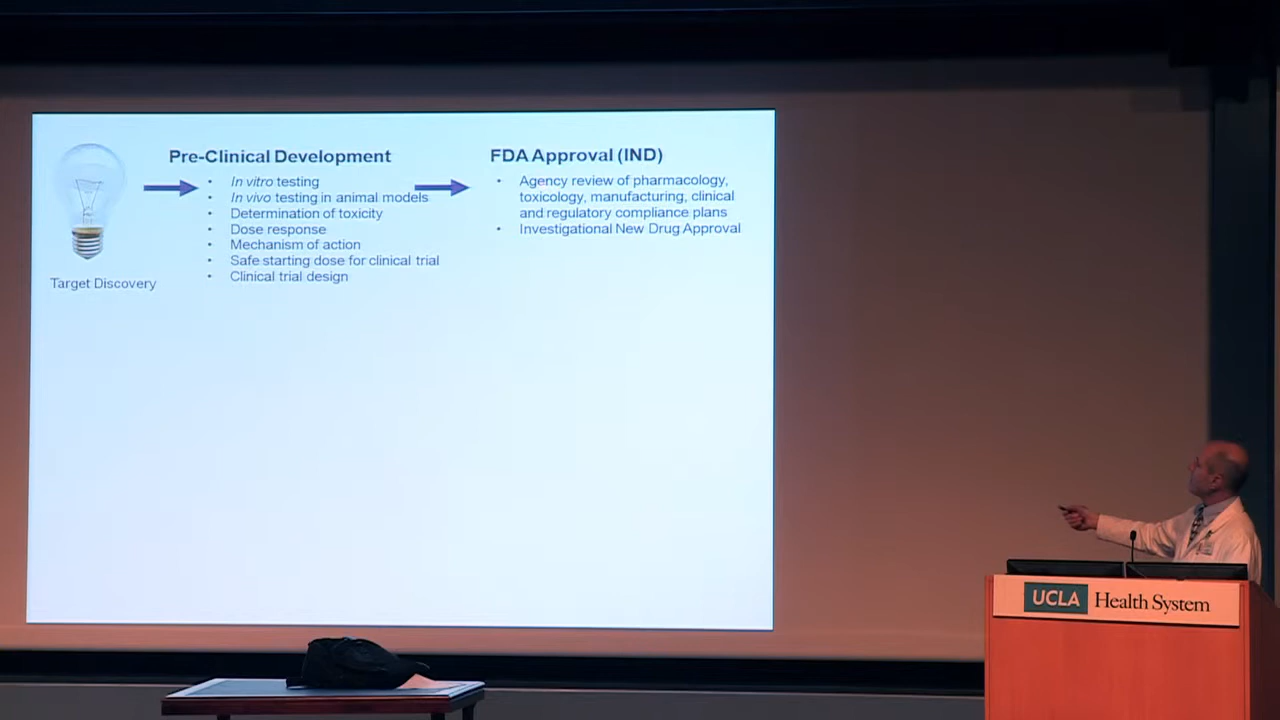 Pre-Clinical Development
• In vitro testing
• In vivo testing in animal models
• Determination of toxicity
• Dose response
• Mechanism of action
• Safe starting dose for clinical trial
• Clinical trial design
Target Discovery
FDA Approval (IND)
• Agency review of pharmacology,
toxicology, manufacturing, clinical
and regulatory compliance plans
• Investigational New Drug Approval
UCLA Health System